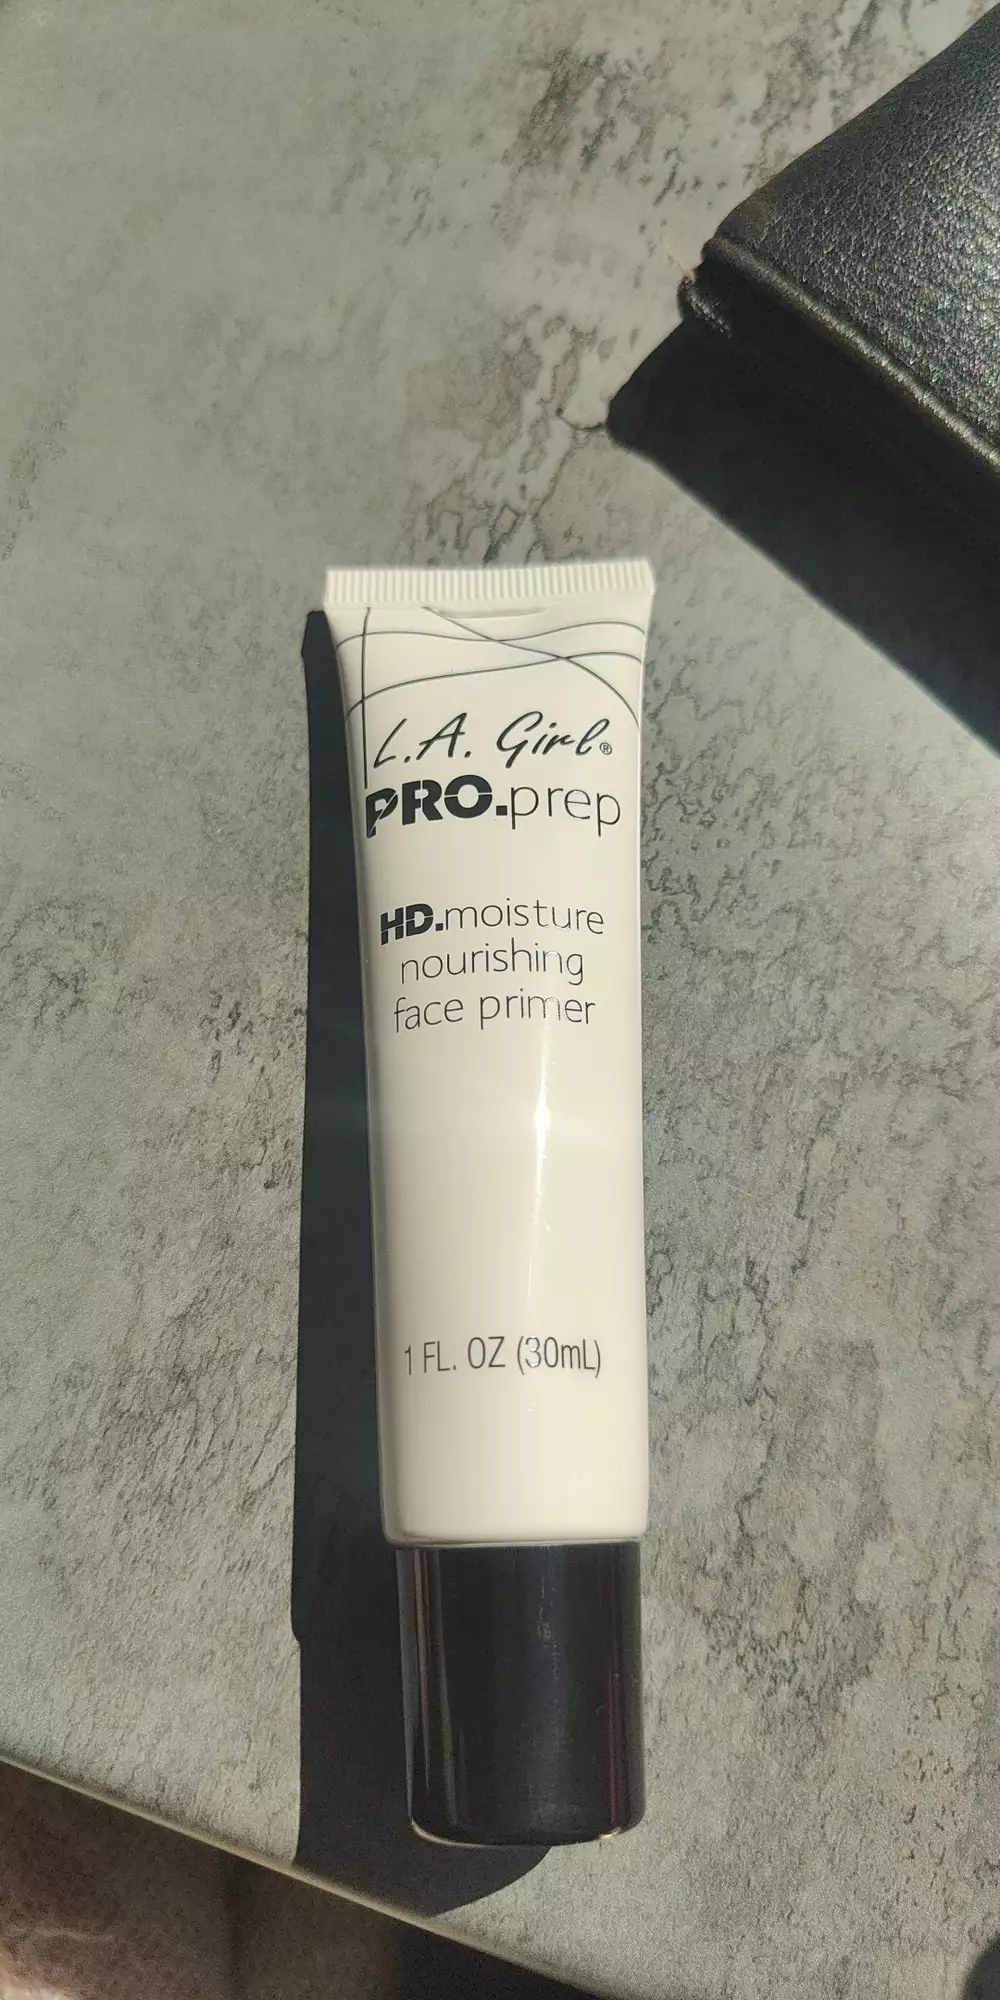 L.A. Girl®
PRO.prep
HD.moisture
nourishing
face primer
1 FL. OZ (30mL)